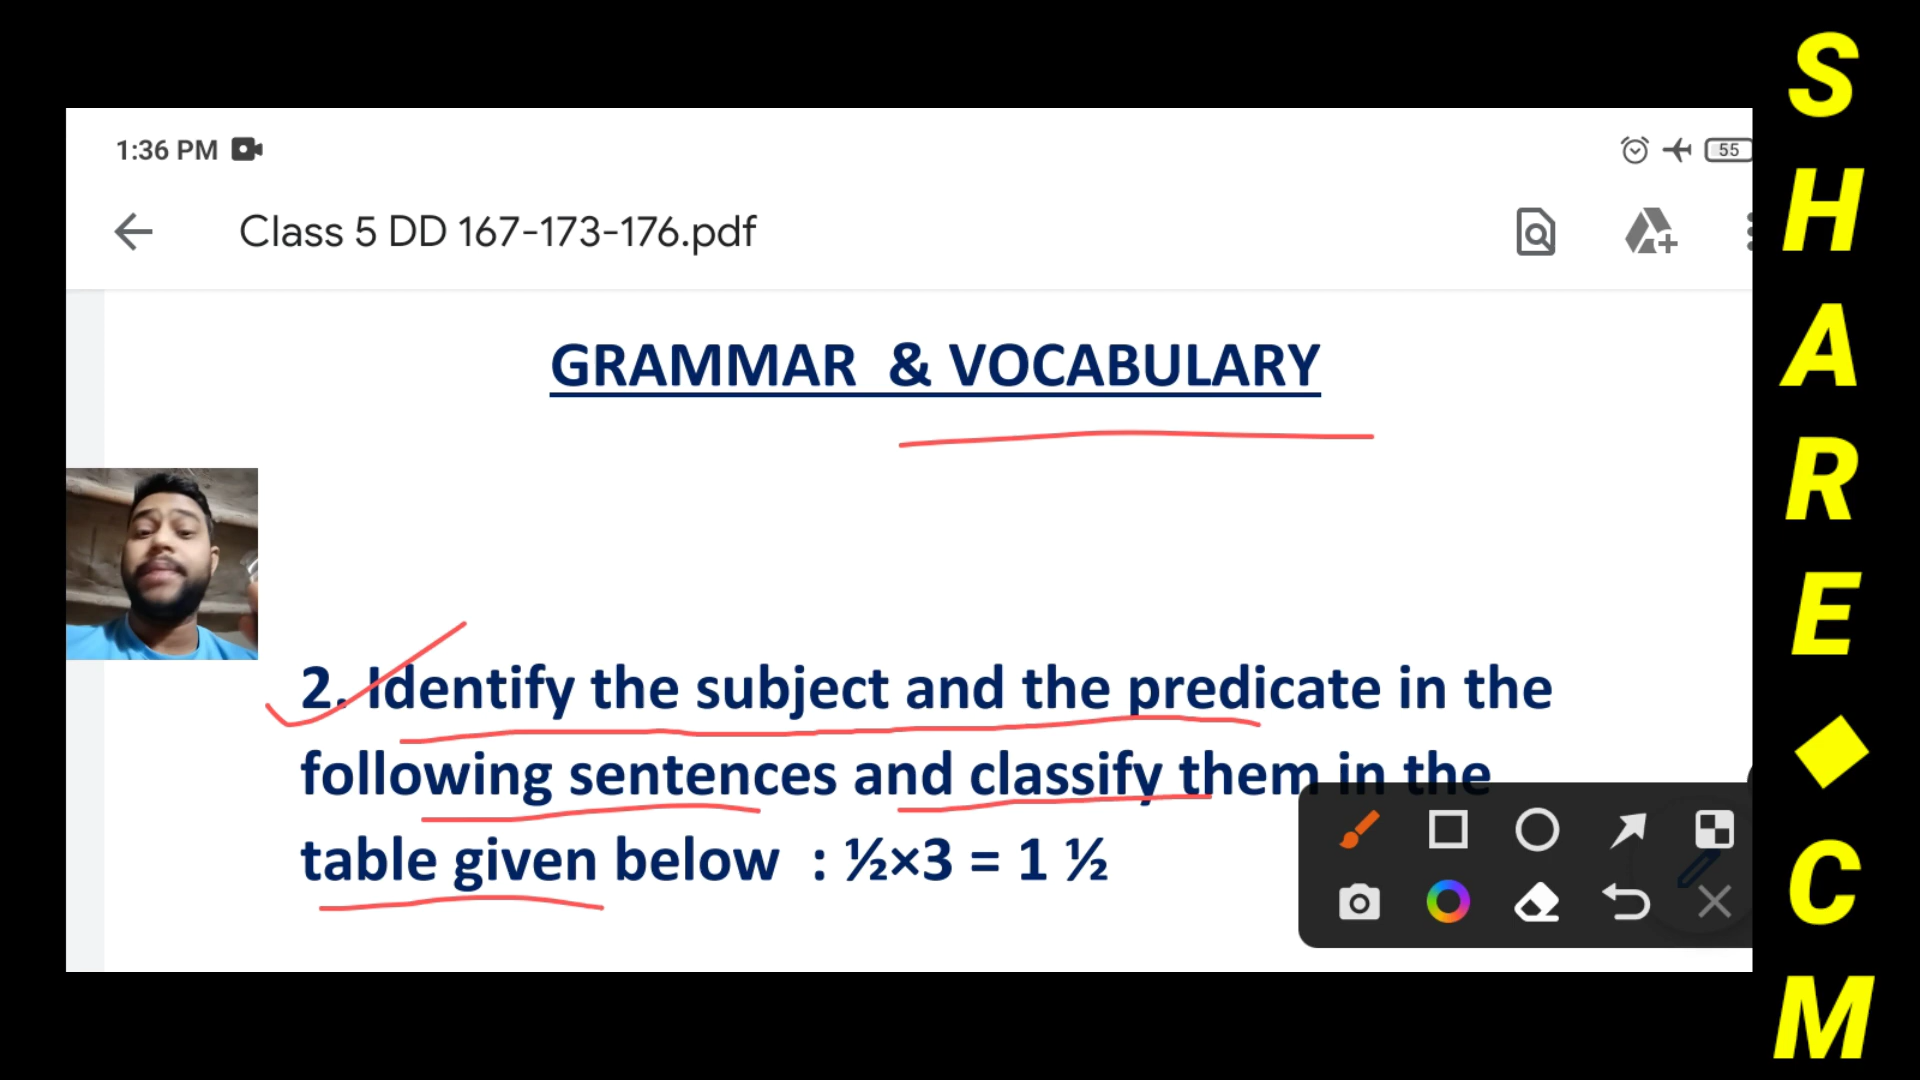 1:36 PM
55
Class 5 DD 167-173-176.pdf
GRAMMAR & VOCABULARY
2. Identify the subject and the predicate in the
following sentences and classify them in the
table given below : ½×3 = 1 ½
SHARE◆CM